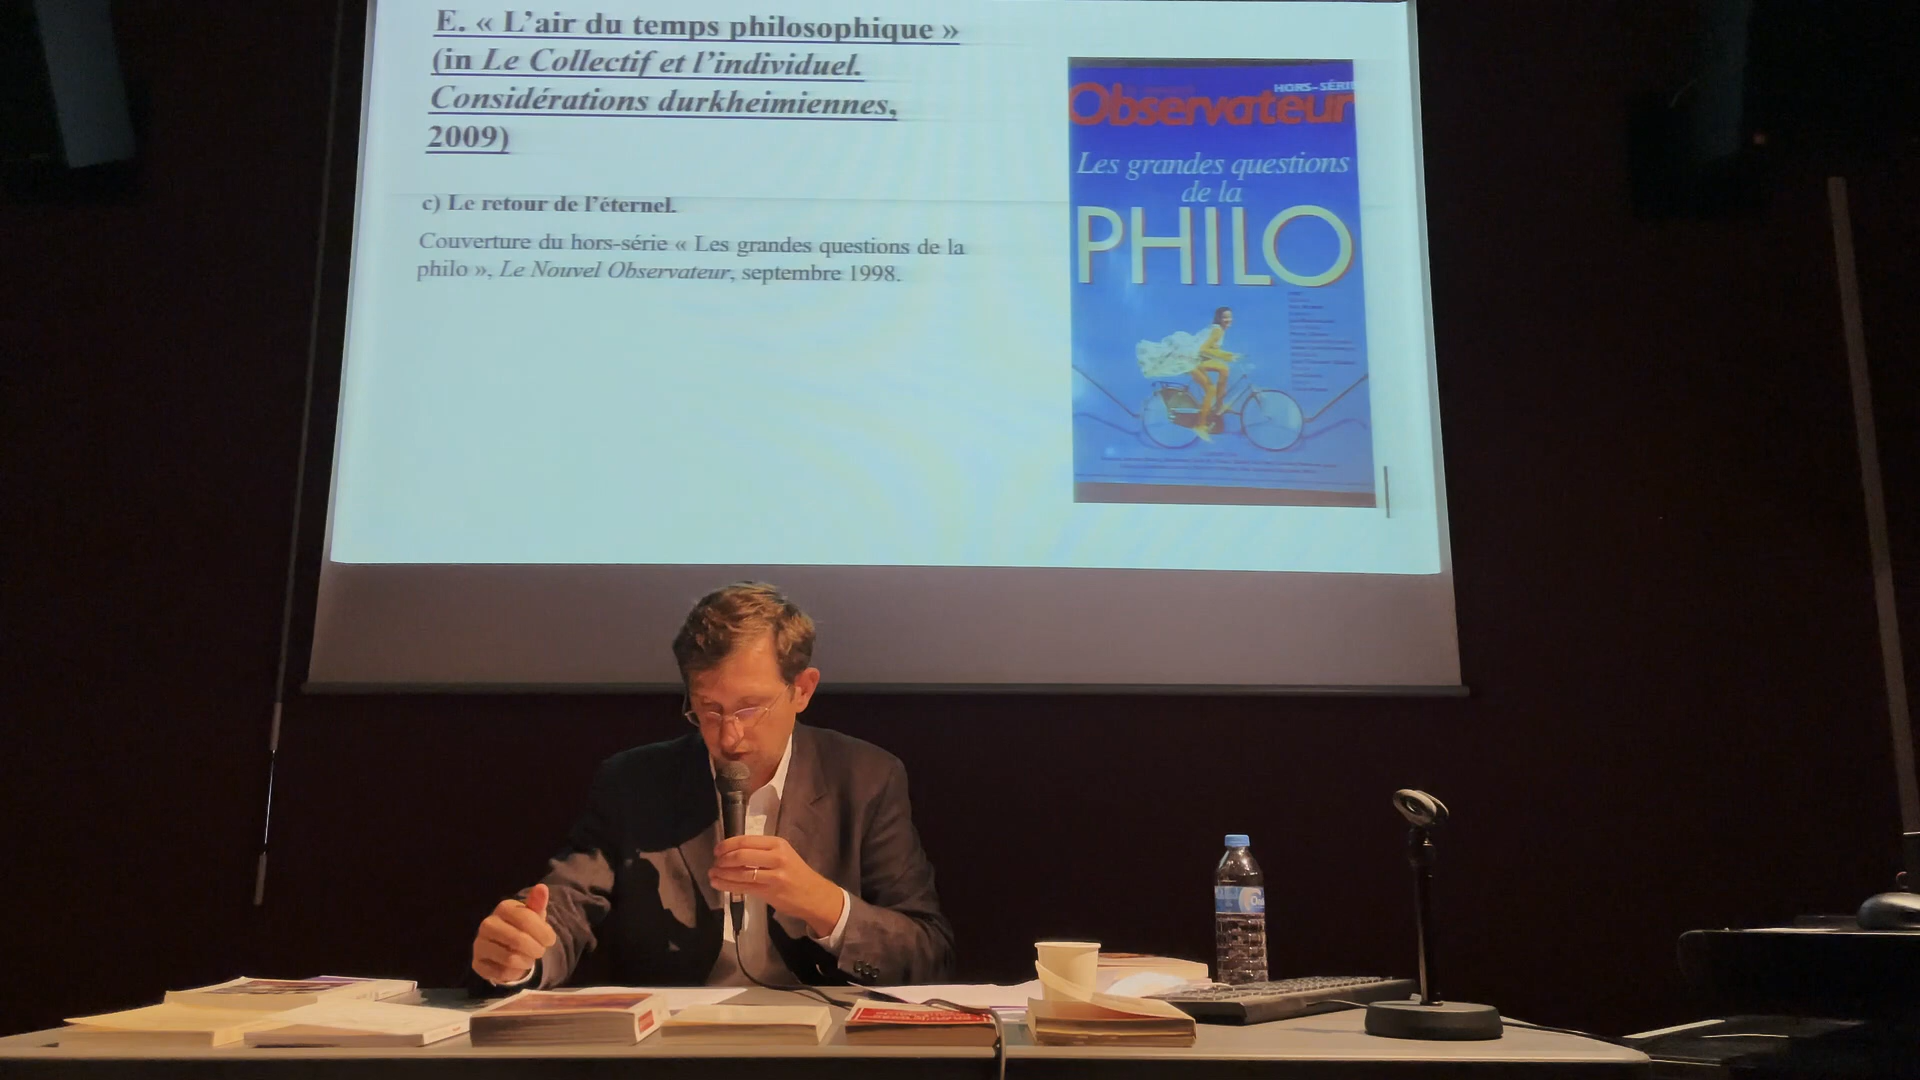 E. « L’air du temps philosophique »
(in Le Collectif et l’individuel.
Considérations durkheimiennes,
2009)
c) Le retour de l’éternel.
Couverture du hors-série « Les grandes questions de la
philo », Le Nouvel Observateur, septembre 1998.
HORS-SÉRIE
Observateur
Les grandes questions
de la
PHILO